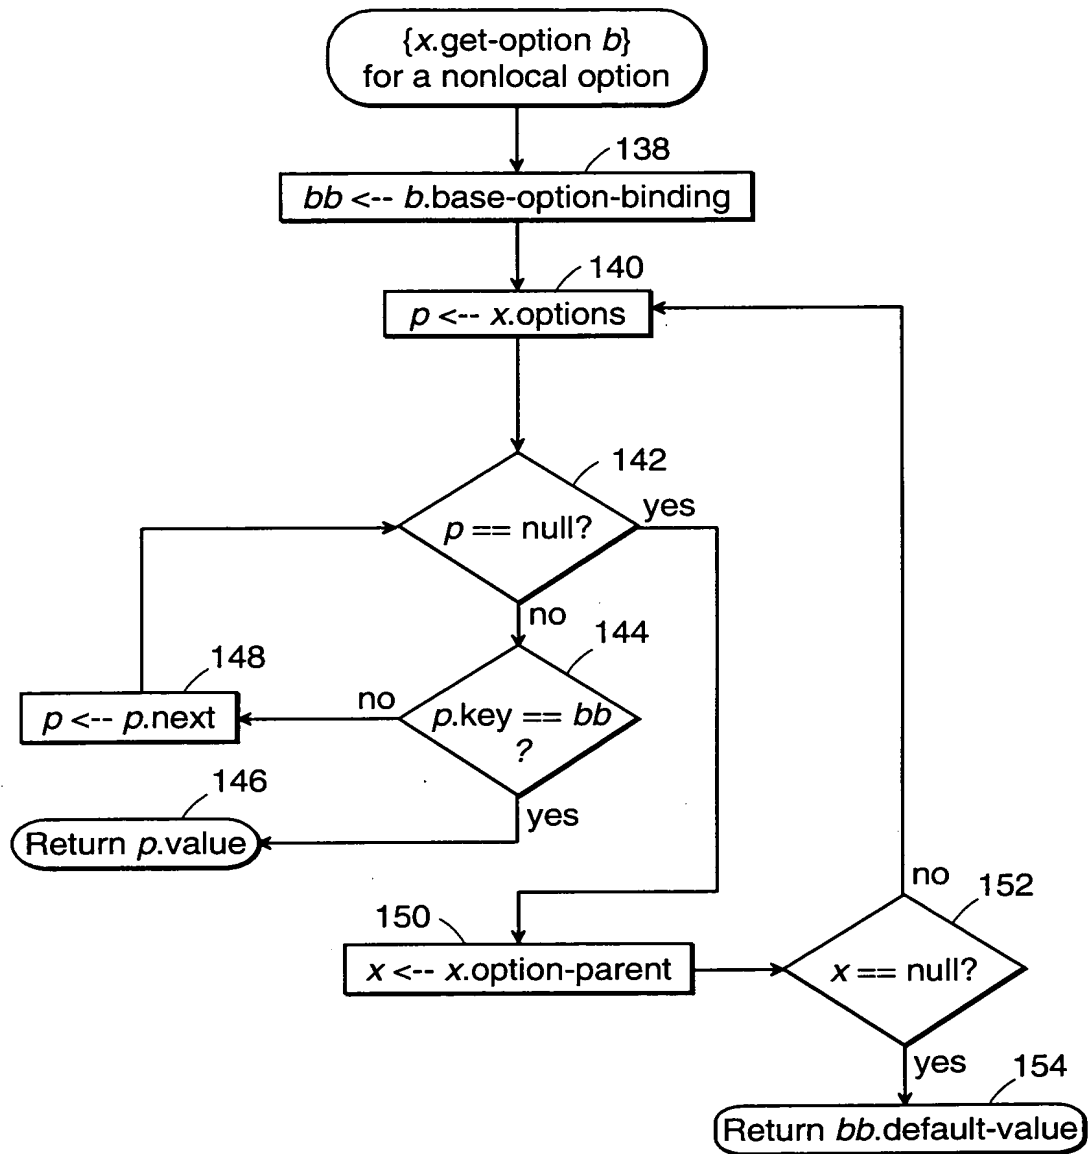 {x.get-option b}
for a nonlocal option
138
bb <-- b.base-option-binding
140
p <-- x.options
142
p == null?
yes
no
144
148
p <-- p.next
no
p.key == bb
?
146
yes
Return p.value
no
152
150
x <-- x.option-parent
x == null?
yes
154
Return bb.default-value